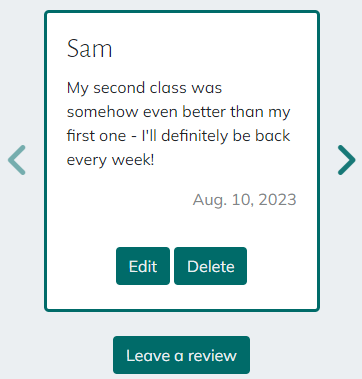 Sam
My second class was
somehow even better than my
first one - I'll definitely be back
every week!
Aug. 10, 2023
Edit Delete
Leave a review